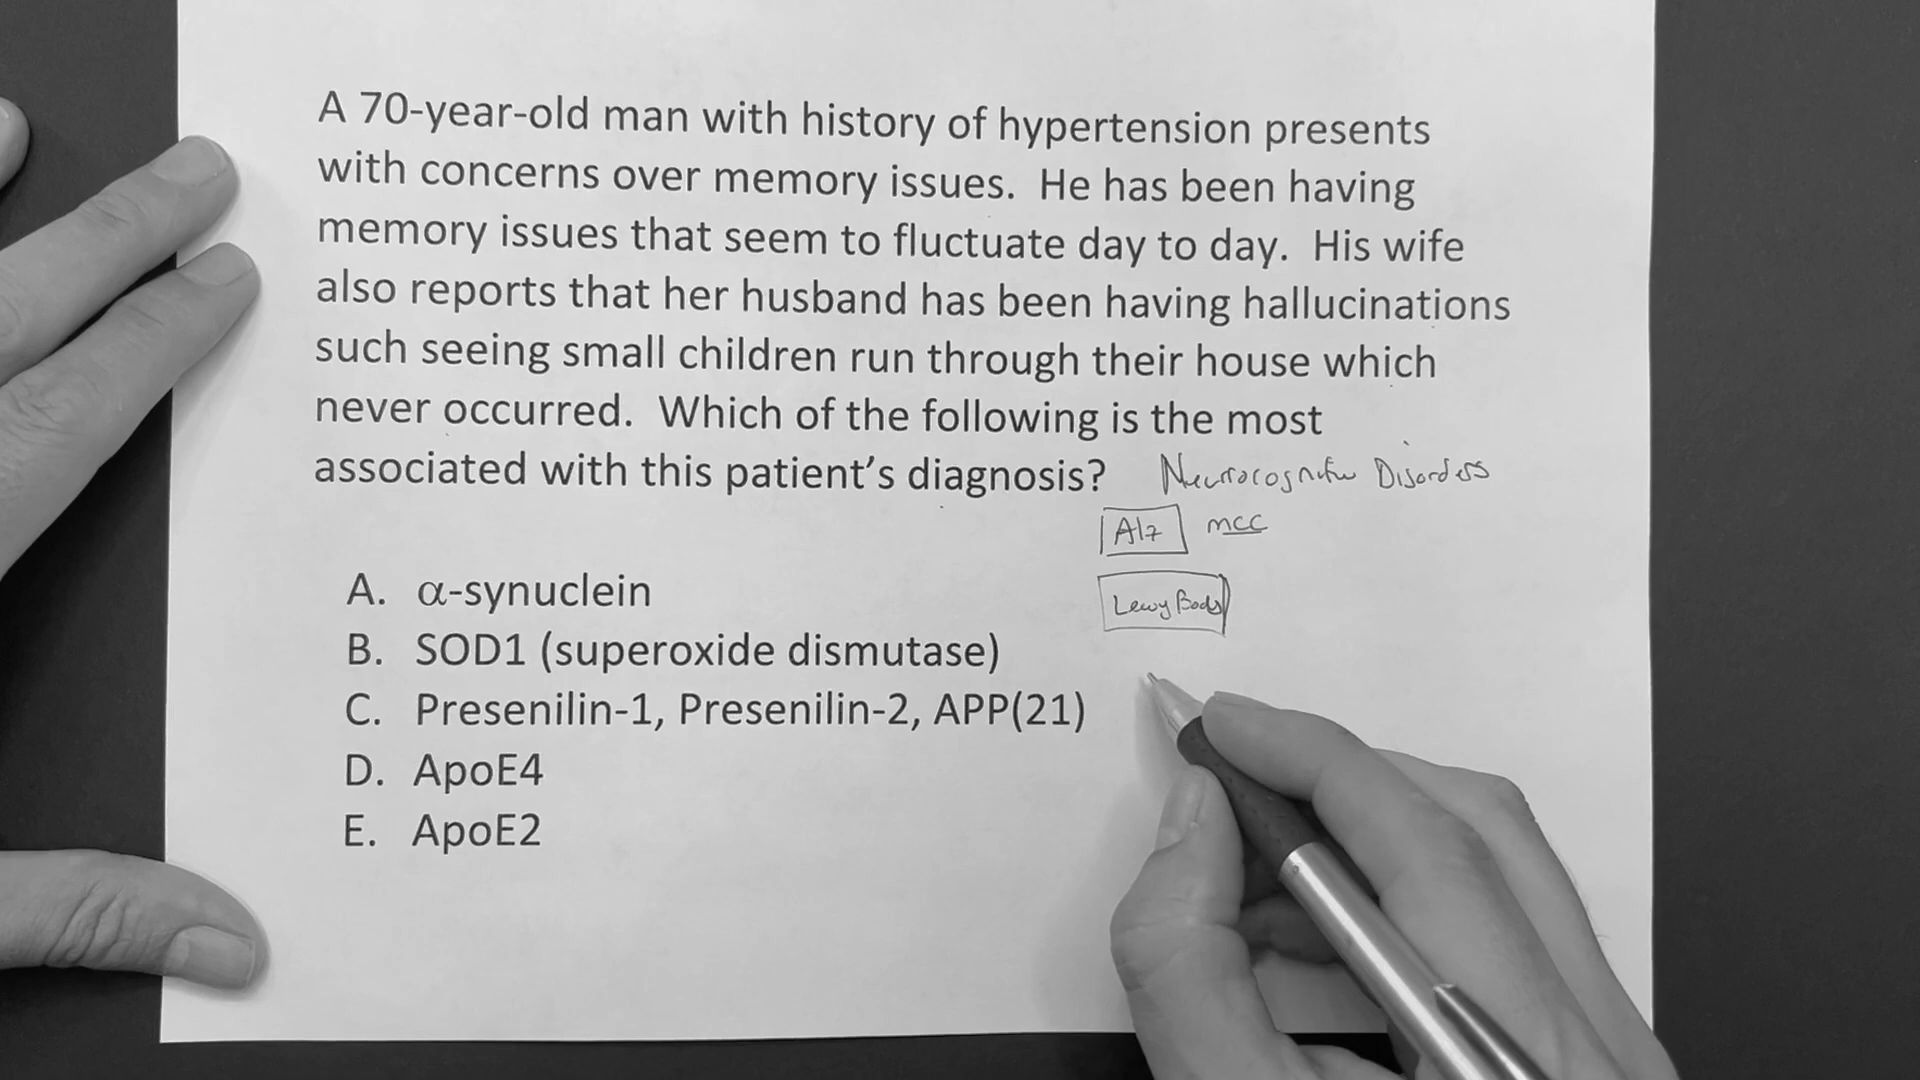 A 70-year-old man with history of hypertension presents
with concerns over memory issues.  He has been having
memory issues that seem to fluctuate day to day.  His wife
also reports that her husband has been having hallucinations
such seeing small children run through their house which
never occurred.  Which of the following is the most
associated with this patient's diagnosis? Neurocognitive Disorders
Alz mcc
A. α-synuclein
Lewy Body
B. SOD1 (superoxide dismutase)
C. Presenilin-1, Presenilin-2, APP(21)
D. ApoE4
E. ApoE2